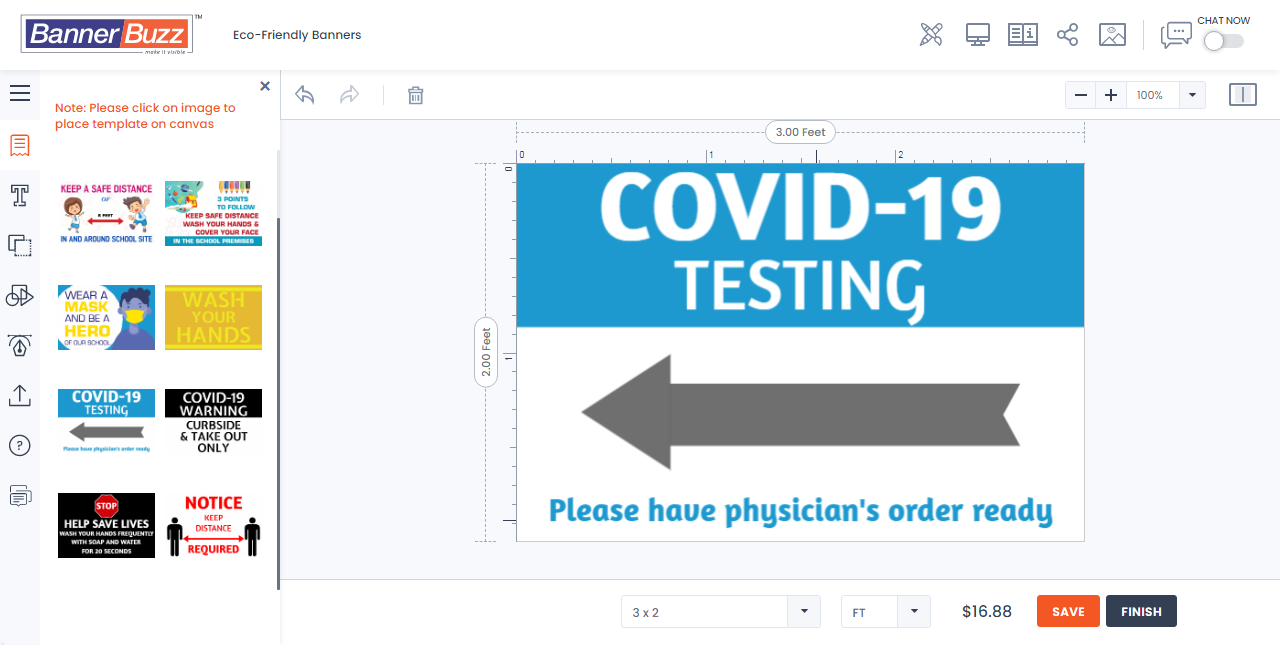 BannerBuzz™
make it visible
Eco-Friendly Banners
CHAT NOW
Note: Please click on image to
place template on canvas
100%
3.00 Feet
0
1
2
0
1
2.00 Feet
KEEP A SAFE DISTANCE
OF
6 FEET
IN AND AROUND SCHOOL SITE
3 POINTS
TO FOLLOW
KEEP SAFE DISTANCE
WASH YOUR HANDS &
COVER YOUR FACE
IN THE SCHOOL PREMISES
WEAR A
MASK
AND BE A
HERO
OF OUR SCHOOL
WASH
YOUR
HANDS
COVID-19
TESTING
Please have physician's order ready
COVID-19
WARNING
CURBSIDE
& TAKE OUT
ONLY
STOP
HELP SAVE LIVES
WASH YOUR HANDS FREQUENTLY
WITH SOAP AND WATER
FOR 20 SECONDS
NOTICE
KEEP
DISTANCE
REQUIRED
COVID-19
TESTING
Please have physician's order ready
3 x 2
FT
$16.88
SAVE
FINISH